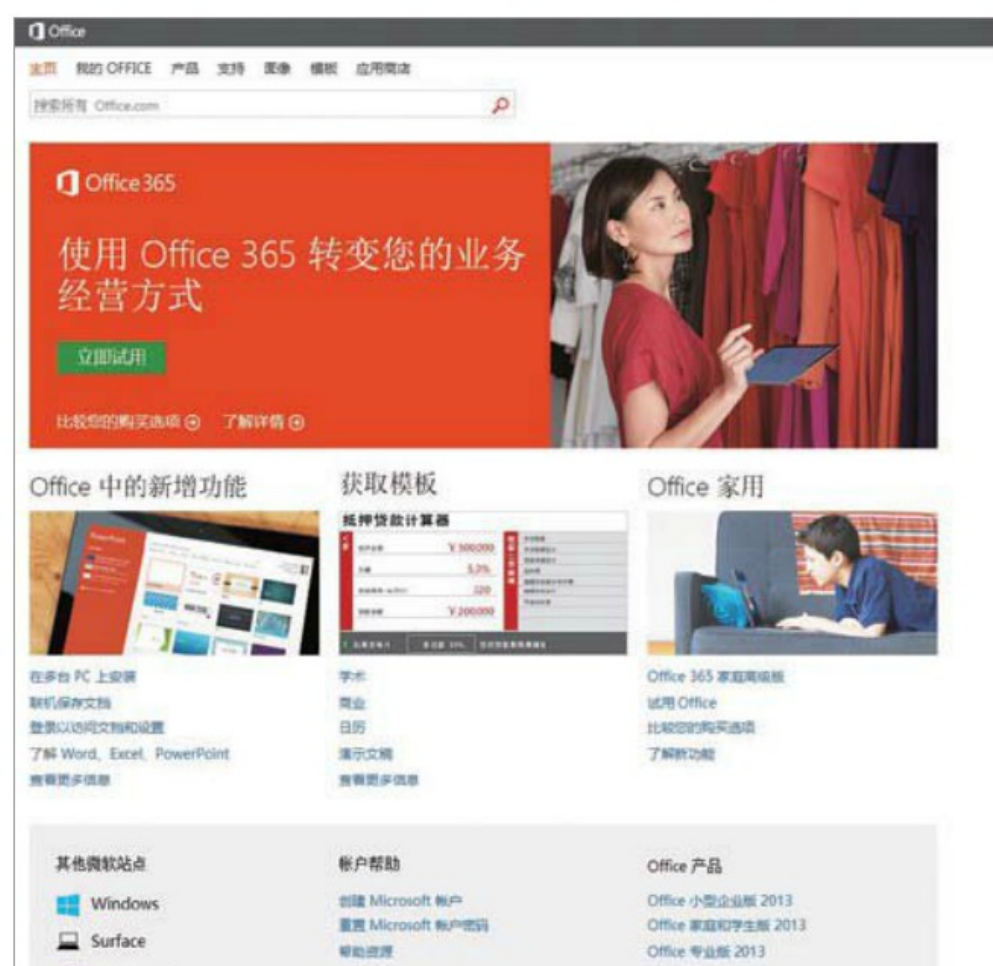 Office
主页 我的 OFFICE 产品 支持 图像 模板 应用商店
搜索所有 Office.com
Office 365
使用 Office 365 转变您的业务
经营方式
立即试用
比较您的购买选项 了解详情
Office 中的新增功能
获取模板
Office 家用
PowerPoint
抵押贷款计算器
¥ 300,000
5.0%
220
¥ 200,000
在多台 PC 上安装
联机保存文档
登录以访问文档和设置
了解 Word、Excel、PowerPoint
查看更多信息
学术
商业
日历
演示文稿
查看更多信息
Office 365 家庭高级版
试用 Office
比较您的购买选项
了解新功能
其他微软站点
Windows
Surface
帐户帮助
创建 Microsoft 帐户
重置 Microsoft 帐户密码
帮助资源
Office 产品
Office 小型企业版 2013
Office 家庭和学生版 2013
Office 专业版 2013